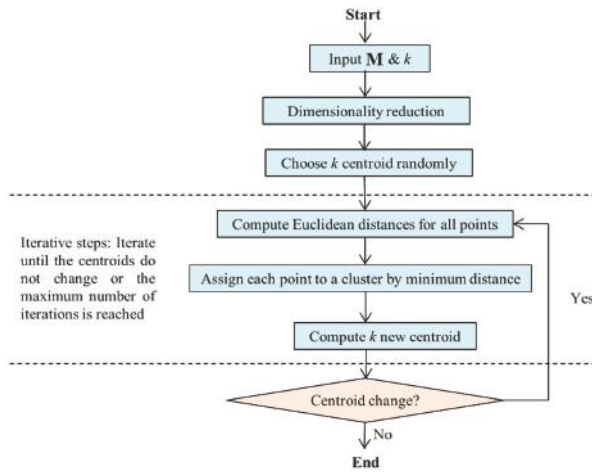 Start
Input M & k
Dimensionality reduction
Choose k centroid randomly
Compute Euclidean distances for all points
Iterative steps: Iterate
until the centroids do
not change or the
maximum number of
iterations is reached
Assign each point to a cluster by minimum distance
Yes
Compute k new centroid
Centroid change?
No
End